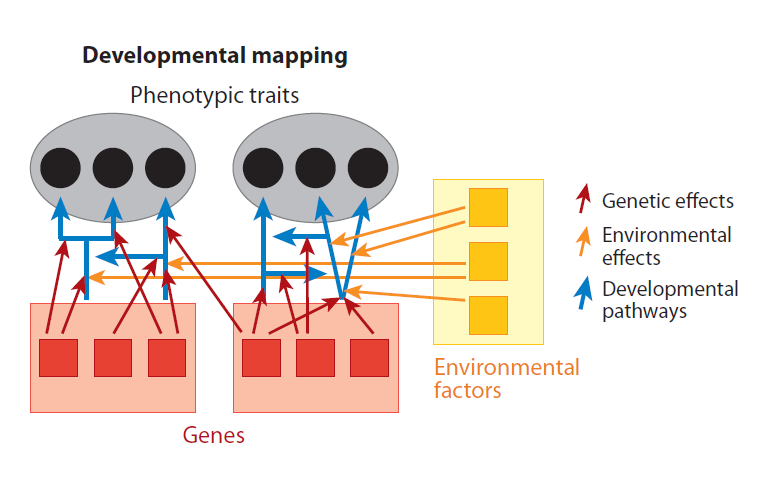 Developmental mapping
Phenotypic traits
Genetic effects
Environmental
effects
Developmental
pathways
Environmental
factors
Genes